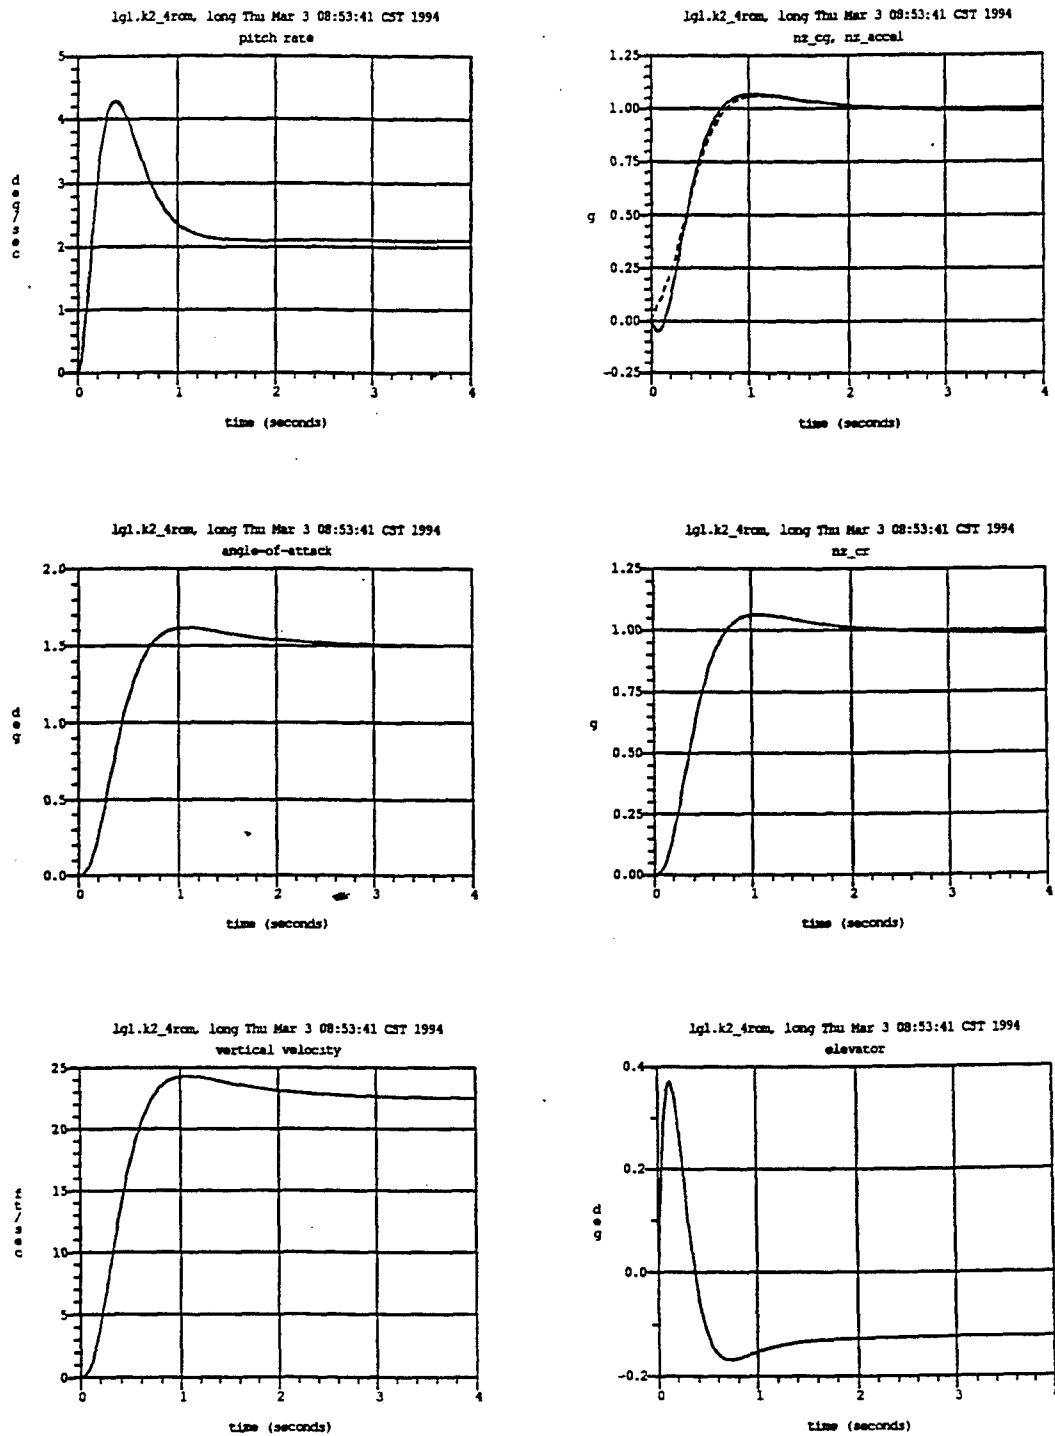 lg1.k2_4rom, long Thu Mar 3 08:53:41 CST 1994
pitch rate
5
4
3
2
1
0
deg/sec
0 1 2 3 4
time (seconds)
lg1.k2_4rom, long Thu Mar 3 08:53:41 CST 1994
nz_cg, nz_accel
1.25
1.00
0.75
0.50
0.25
0.00
-0.25
g
0 1 2 3 4
time (seconds)
lg1.k2_4rom, long Thu Mar 3 08:53:41 CST 1994
angle-of-attack
2.0
1.5
1.0
0.5
0.0
deg
0 1 2 3 4
time (seconds)
lg1.k2_4rom, long Thu Mar 3 08:53:41 CST 1994
nz_cr
1.25
1.00
0.75
0.50
0.25
0.00
g
0 1 2 3 4
time (seconds)
lg1.k2_4rom, long Thu Mar 3 08:53:41 CST 1994
vertical velocity
25
20
15
10
5
0
ft/sec
0 1 2 3 4
time (seconds)
lg1.k2_4rom, long Thu Mar 3 08:53:41 CST 1994
elevator
0.4
0.2
0.0
-0.2
deg
0 1 2 3
time (seconds)